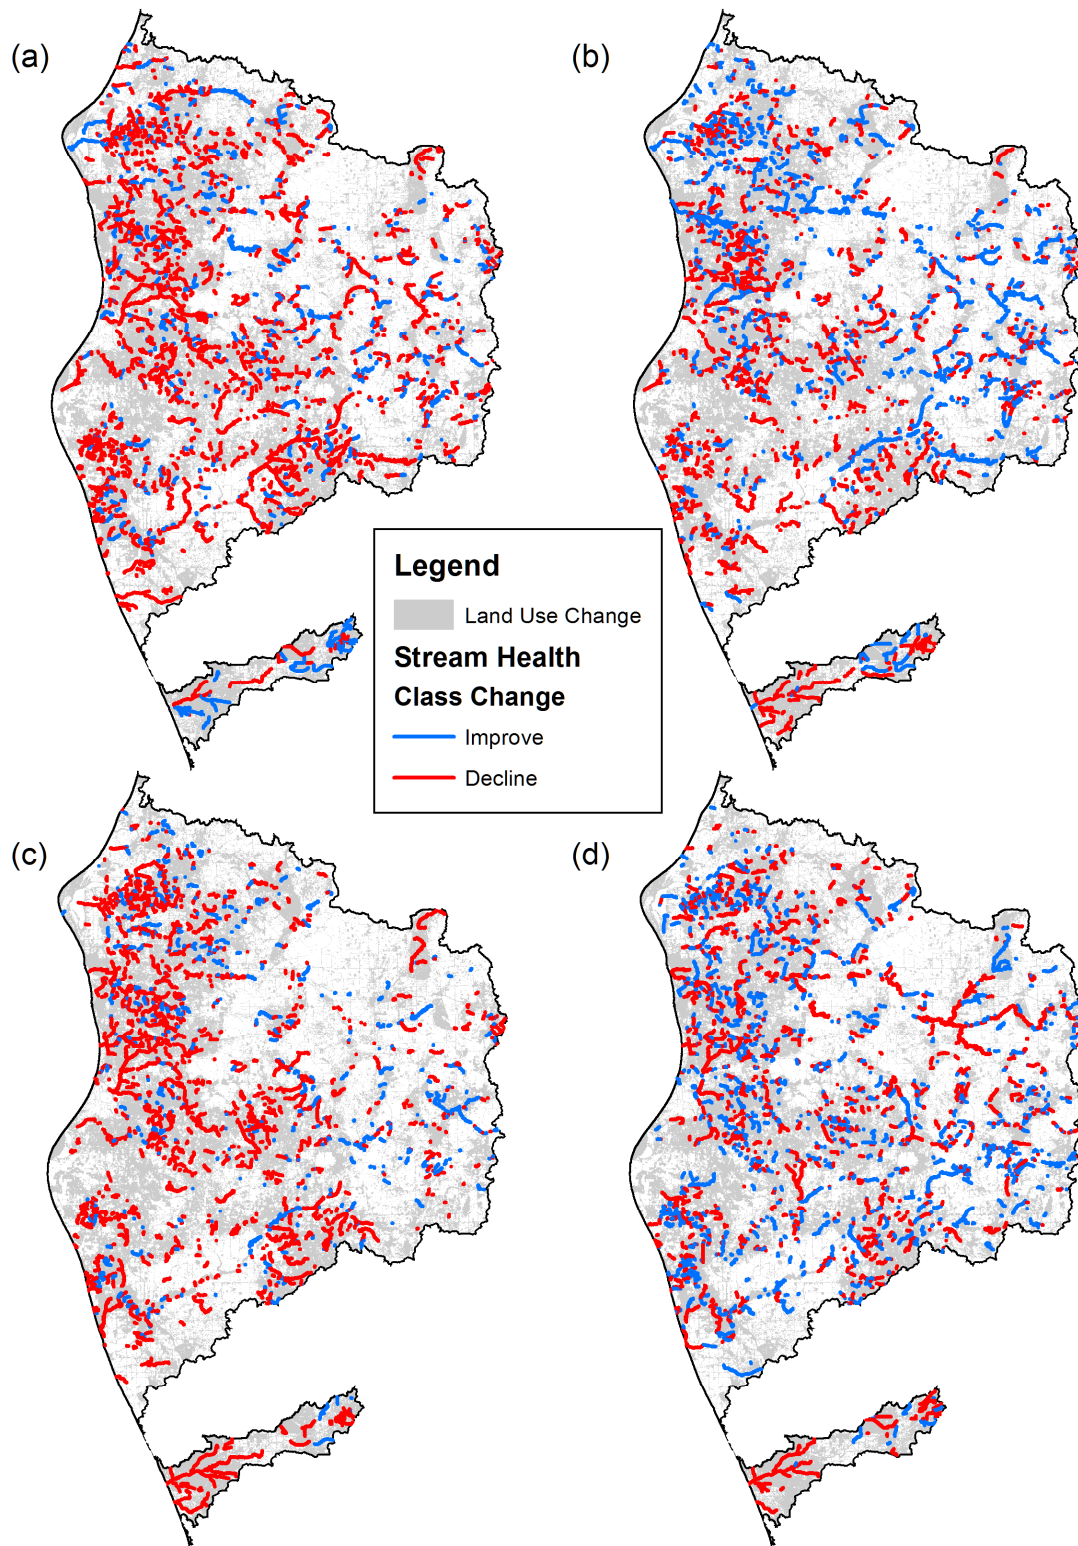 (a)
(b)
Legend
Land Use Change
Stream Health
Class Change
Improve
Decline
(c)
(d)